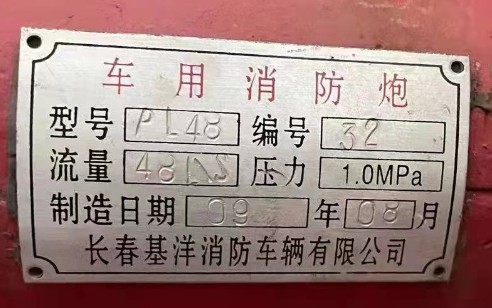 车用消防炮
型号 PL48 编号 32
流量 48 压力 1.0MPa
制造日期 09 年 08 月
长春基洋消防车辆有限公司